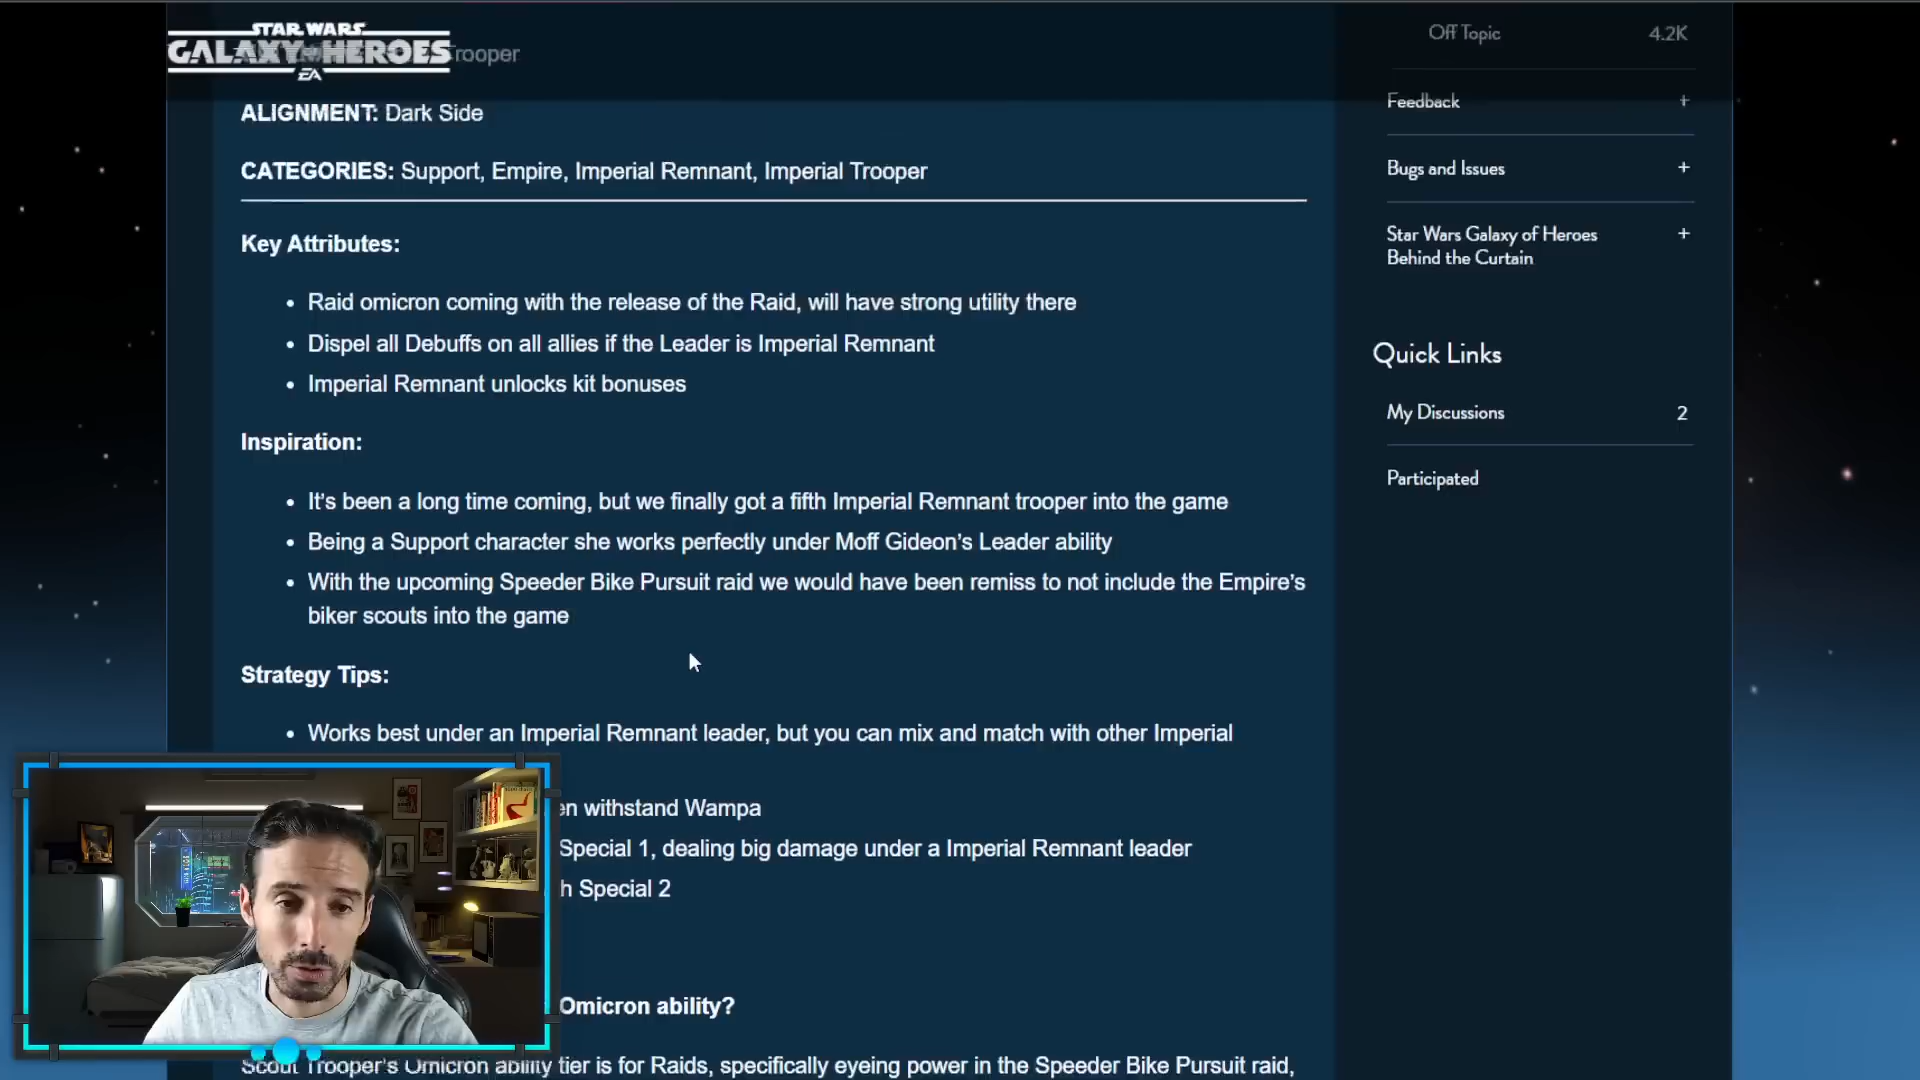 STAR WARS
GALAXY HEROES
EA
Trooper
ALIGNMENT: Dark Side
CATEGORIES: Support, Empire, Imperial Remnant, Imperial Trooper
Key Attributes:
• Raid omicron coming with the release of the Raid, will have strong utility there
• Dispel all Debuffs on all allies if the Leader is Imperial Remnant
• Imperial Remnant unlocks kit bonuses
Inspiration:
• It's been a long time coming, but we finally got a fifth Imperial Remnant trooper into the game
• Being a Support character she works perfectly under Moff Gideon's Leader ability
• With the upcoming Speeder Bike Pursuit raid we would have been remiss to not include the Empire's
biker scouts into the game
Strategy Tips:
• Works best under an Imperial Remnant leader, but you can mix and match with other Imperial
withstand Wampa
Special 1, dealing big damage under a Imperial Remnant leader
Special 2
Omicron ability?
Scout Trooper's Omicron ability tier is for Raids, specifically eyeing power in the Speeder Bike Pursuit raid,
Off Topic 4.2K
Feedback +
Bugs and Issues +
Star Wars Galaxy of Heroes +
Behind the Curtain
Quick Links
My Discussions 2
Participated